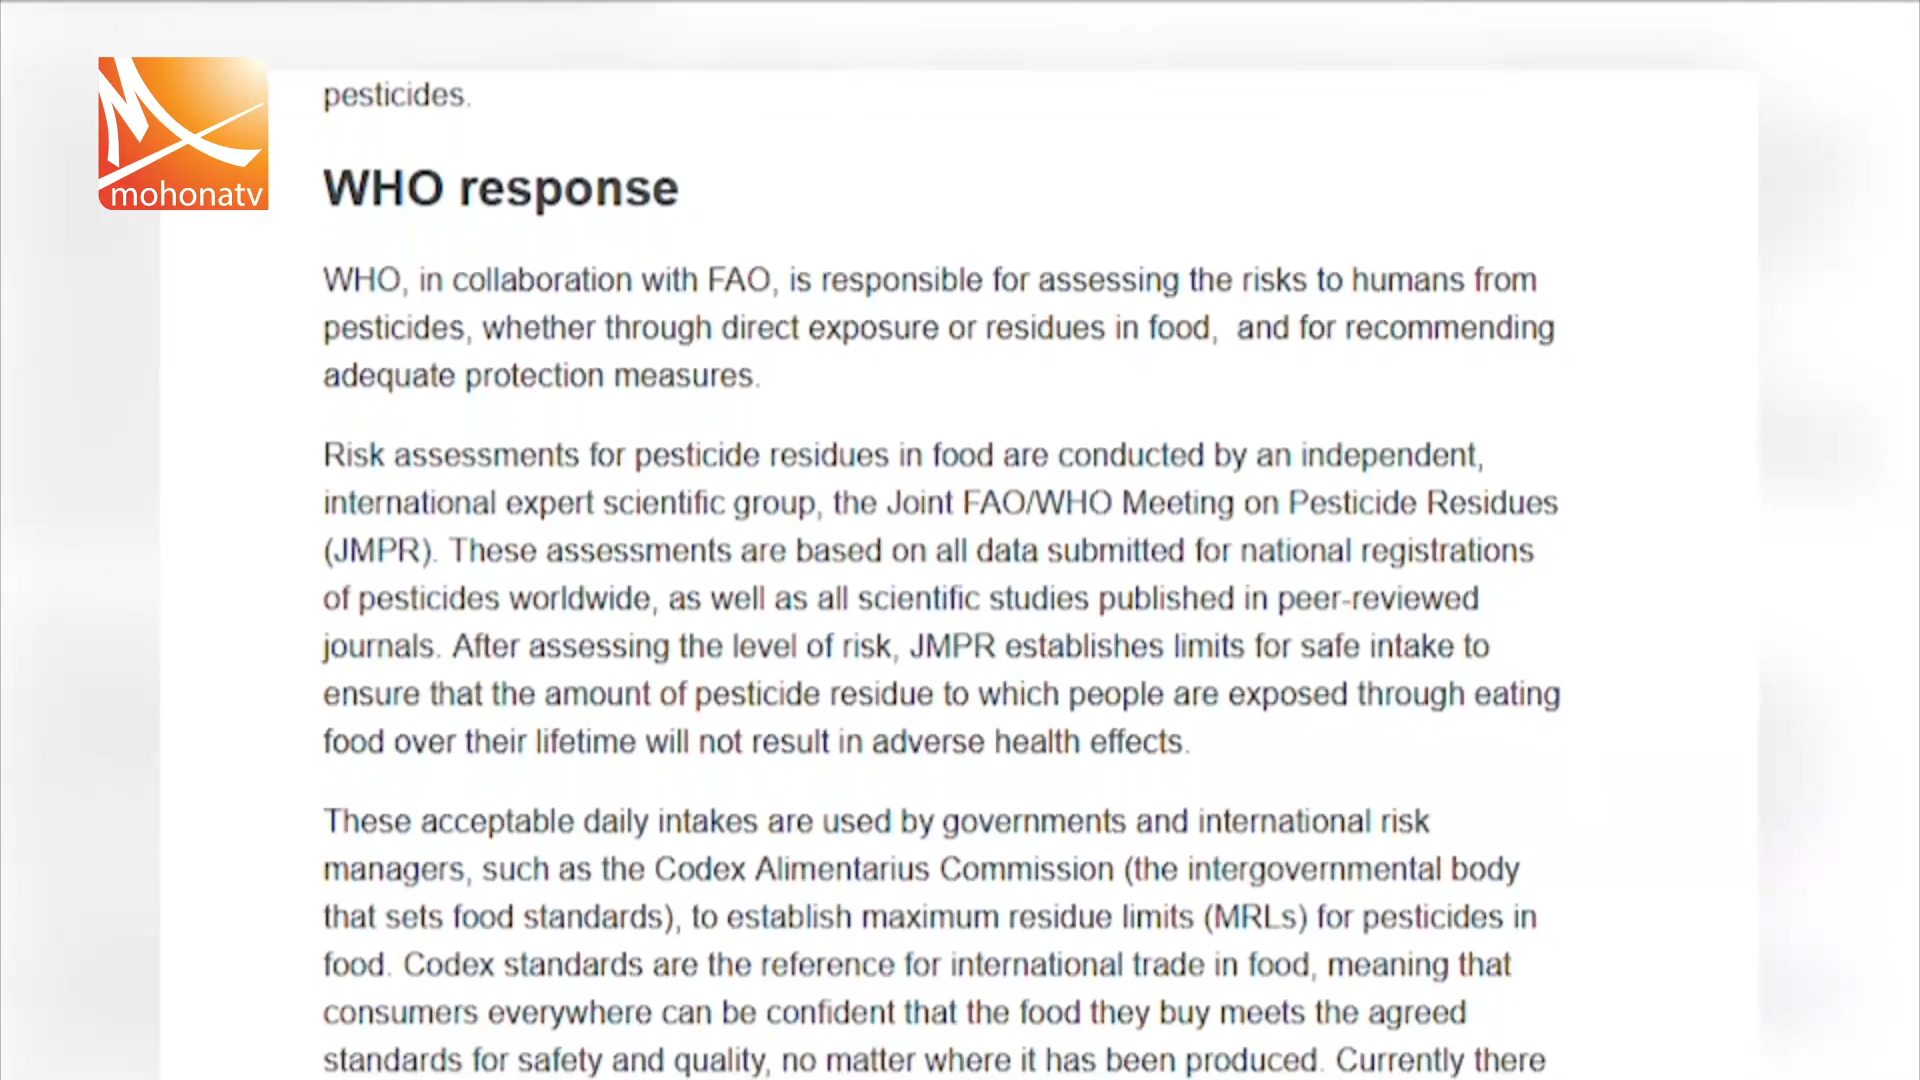 mohonatv
pesticides.
WHO response
WHO, in collaboration with FAO, is responsible for assessing the risks to humans from
pesticides, whether through direct exposure or residues in food,  and for recommending
adequate protection measures.
Risk assessments for pesticide residues in food are conducted by an independent,
international expert scientific group, the Joint FAO/WHO Meeting on Pesticide Residues
(JMPR). These assessments are based on all data submitted for national registrations
of pesticides worldwide, as well as all scientific studies published in peer-reviewed
journals. After assessing the level of risk, JMPR establishes limits for safe intake to
ensure that the amount of pesticide residue to which people are exposed through eating
food over their lifetime will not result in adverse health effects.
These acceptable daily intakes are used by governments and international risk
managers, such as the Codex Alimentarius Commission (the intergovernmental body
that sets food standards), to establish maximum residue limits (MRLs) for pesticides in
food. Codex standards are the reference for international trade in food, meaning that
consumers everywhere can be confident that the food they buy meets the agreed
standards for safety and quality, no matter where it has been produced. Currently there